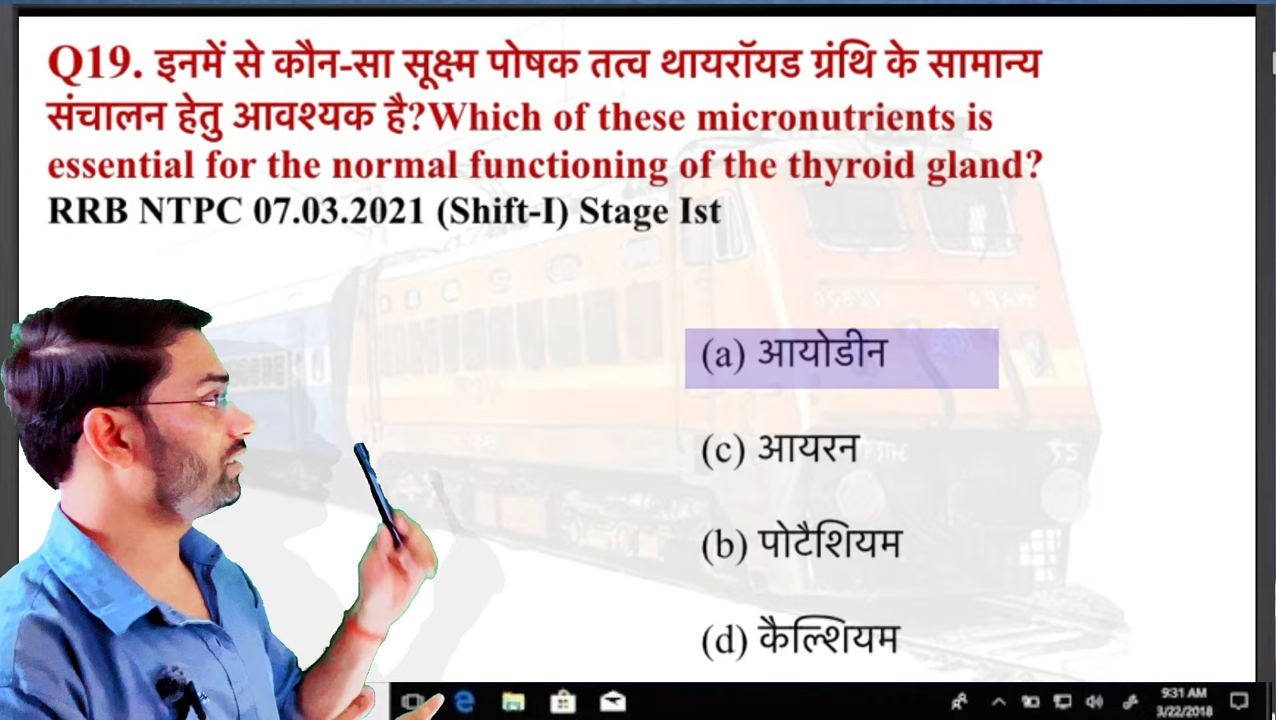 Q19. इनमें से कौन-सा सूक्ष्म पोषक तत्व थायरॉयड ग्रंथि के सामान्य
संचालन हेतु आवश्यक है?Which of these micronutrients is
essential for the normal functioning of the thyroid gland?
RRB NTPC 07.03.2021 (Shift-I) Stage Ist
(a) आयोडीन
(c) आयरन
(b) पोटैशियम
(d) कैल्शियम
9:31 AM
3/22/2018